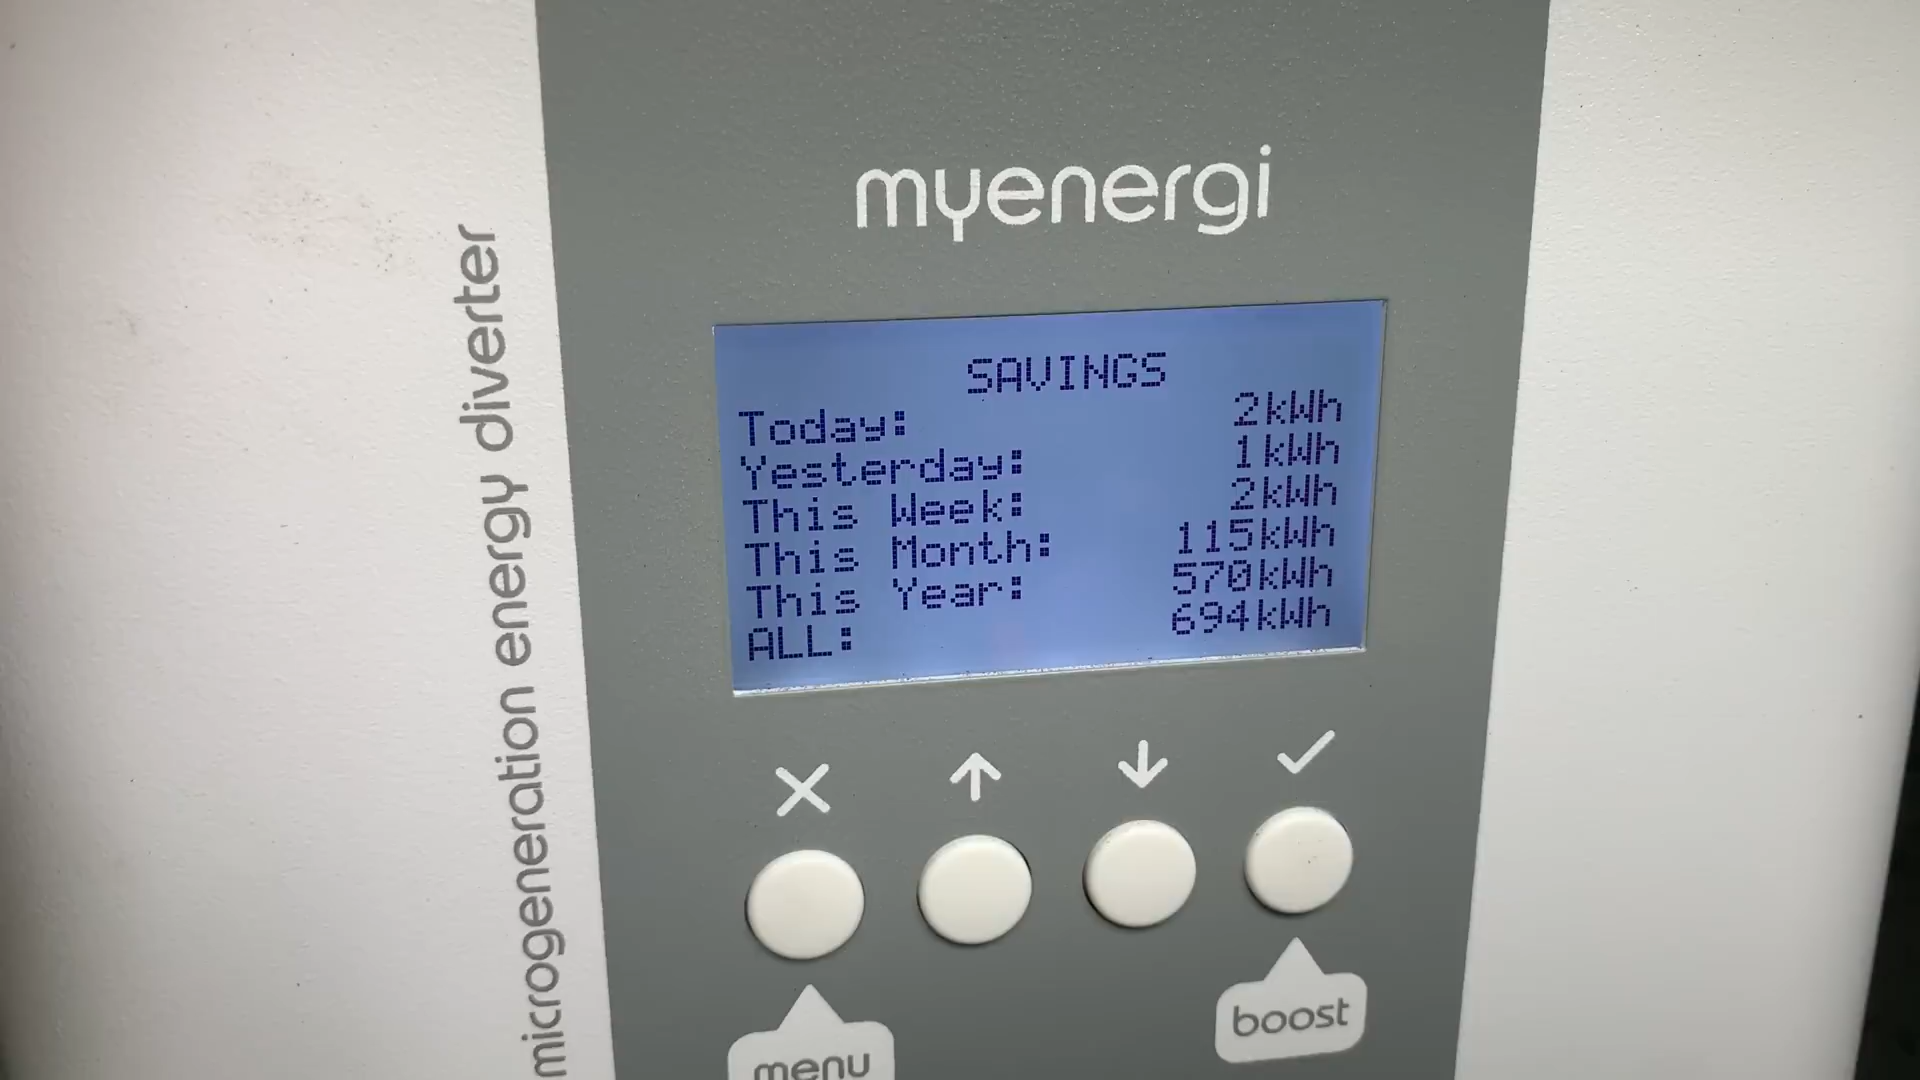 myenergi
microgeneration energy diverter
SAVINGS
Today: 2kWh
Yesterday: 1kWh
This Week: 2kWh
This Month: 115kWh
This Year: 570kWh
ALL: 694kWh
menu
boost